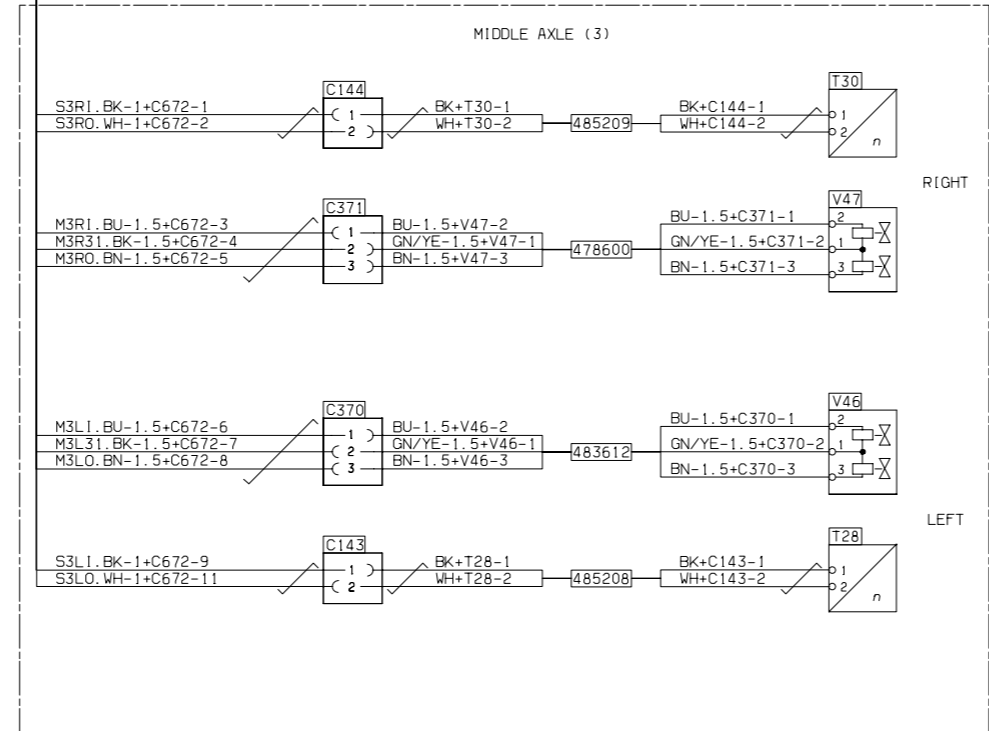 MIDDLE AXLE (3)
C144
T30
S3RI.BK-1+C672-1
1
BK+T30-1
BK+C144-1
1
S3RO.WH-1+C672-2
2
WH+T30-2
485209
WH+C144-2
2
n
RIGHT
C371
V47
M3RI.BU-1.5+C672-3
1
BU-1.5+V47-2
BU-1.5+C371-1
2
M3R31.BK-1.5+C672-4
2
GN/YE-1.5+V47-1
478600
GN/YE-1.5+C371-2
1
M3RO.BN-1.5+C672-5
3
BN-1.5+V47-3
BN-1.5+C371-3
3
C370
V46
M3LI.BU-1.5+C672-6
1
BU-1.5+V46-2
BU-1.5+C370-1
2
M3L31.BK-1.5+C672-7
2
GN/YE-1.5+V46-1
483612
GN/YE-1.5+C370-2
1
M3LO.BN-1.5+C672-8
3
BN-1.5+V46-3
BN-1.5+C370-3
3
LEFT
C143
T28
S3LI.BK-1+C672-9
1
BK+T28-1
BK+C143-1
1
S3LO.WH-1+C672-11
2
WH+T28-2
485208
WH+C143-2
2
n